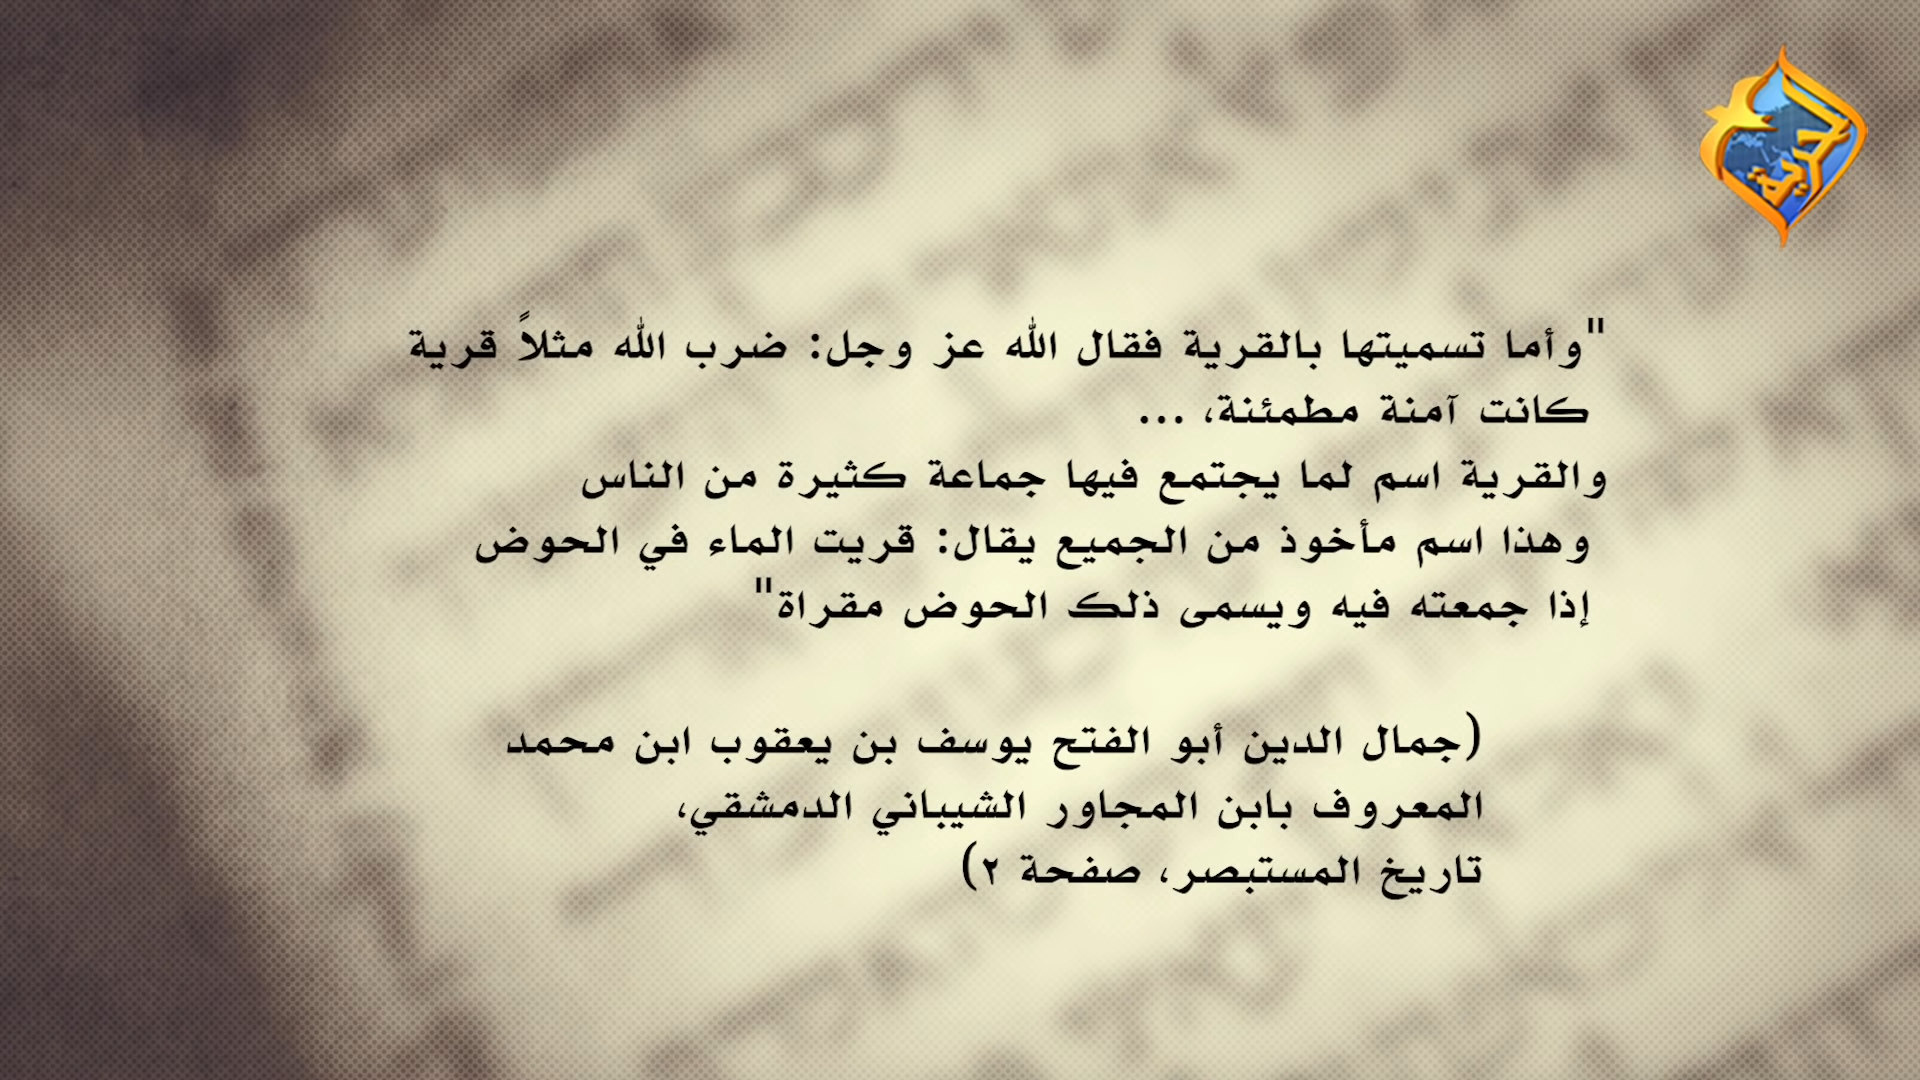 الحرية
"وأما تسميتها بالقرية فقال الله عز وجل: ضرب الله مثلاً قرية
كانت آمنة مطمئنة، ...
والقرية اسم لما يجتمع فيها جماعة كثيرة من الناس
وهذا اسم مأخوذ من الجميع يقال: قريت الماء في الحوض
إذا جمعته فيه ويسمى ذلك الحوض مقراة"
(جمال الدين أبو الفتح يوسف بن يعقوب ابن محمد
المعروف بابن المجاور الشيباني الدمشقي،
تاريخ المستبصر، صفحة ٢)